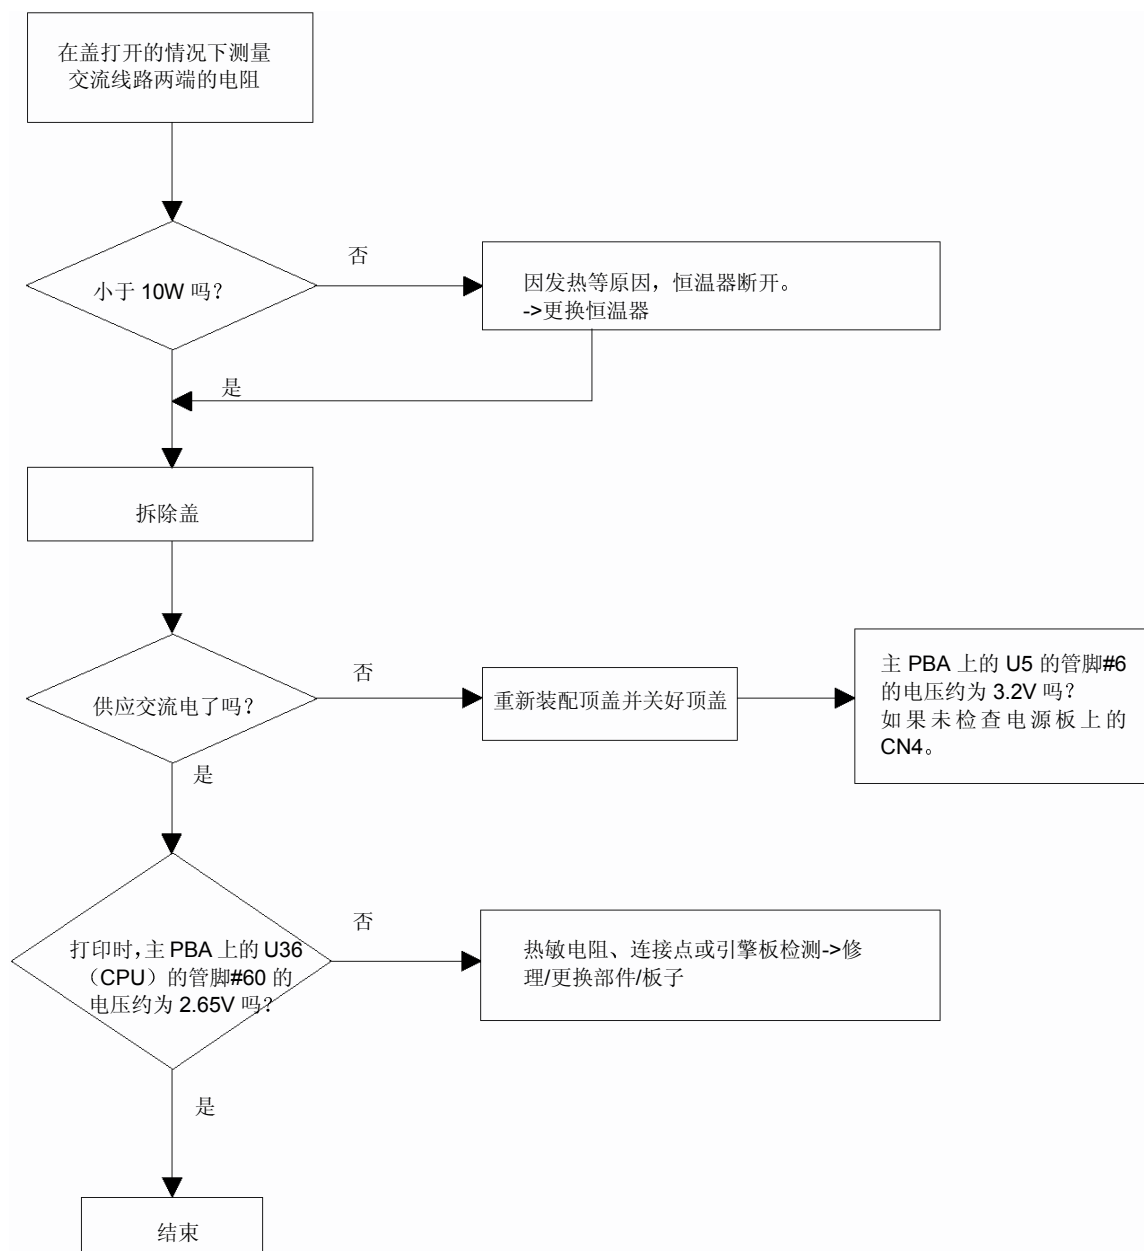 在盖打开的情况下测量
交流线路两端的电阻
小于 10W 吗？
否
因发热等原因，恒温器断开。
->更换恒温器
是
拆除盖
供应交流电了吗？
否
重新装配顶盖并关好顶盖
主 PBA 上的 U5 的管脚#6
的电压约为 3.2V 吗？
如果未检查电源板上的
CN4。
是
打印时，主 PBA 上的 U36
（CPU）的管脚#60 的
电压约为 2.65V 吗？
否
热敏电阻、连接点或引擎板检测->修
理/更换部件/板子
是
结束